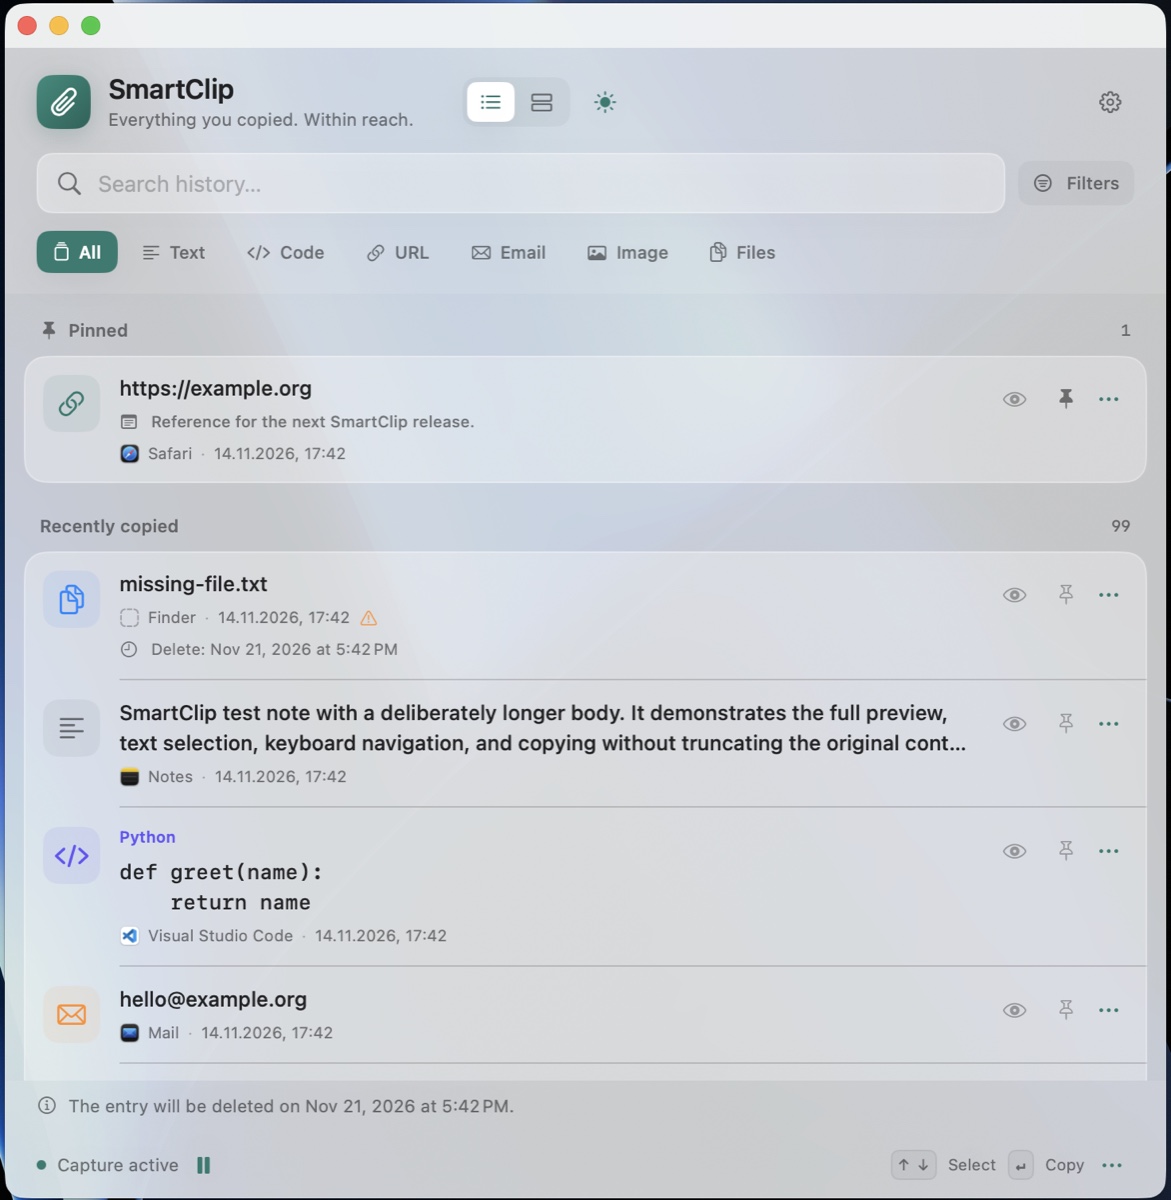 SmartClip
Everything you copied. Within reach.
Search history...
Filters
All
Text
</> Code
URL
Email
Image
Files
Pinned
1
https://example.org
Reference for the next SmartClip release.
Safari · 14.11.2026, 17:42
Recently copied
99
missing-file.txt
Finder · 14.11.2026, 17:42
Delete: Nov 21, 2026 at 5:42 PM
SmartClip test note with a deliberately longer body. It demonstrates the full preview,
text selection, keyboard navigation, and copying without truncating the original cont...
Notes · 14.11.2026, 17:42
Python
</>
def greet(name):
    return name
Visual Studio Code · 14.11.2026, 17:42
hello@example.org
Mail · 14.11.2026, 17:42
The entry will be deleted on Nov 21, 2026 at 5:42 PM.
Capture active
↑ ↓ Select ↵ Copy